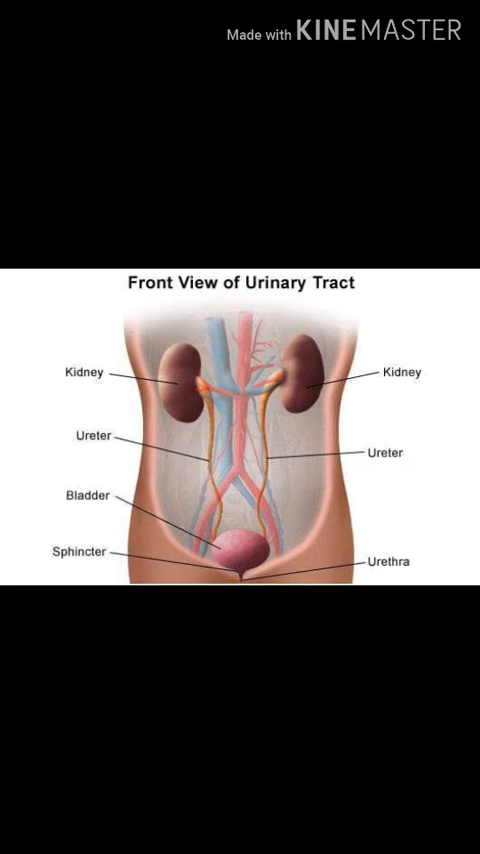 Made with KINEMASTER
Front View of Urinary Tract
Kidney
Kidney
Ureter
Ureter
Bladder
Sphincter
Urethra